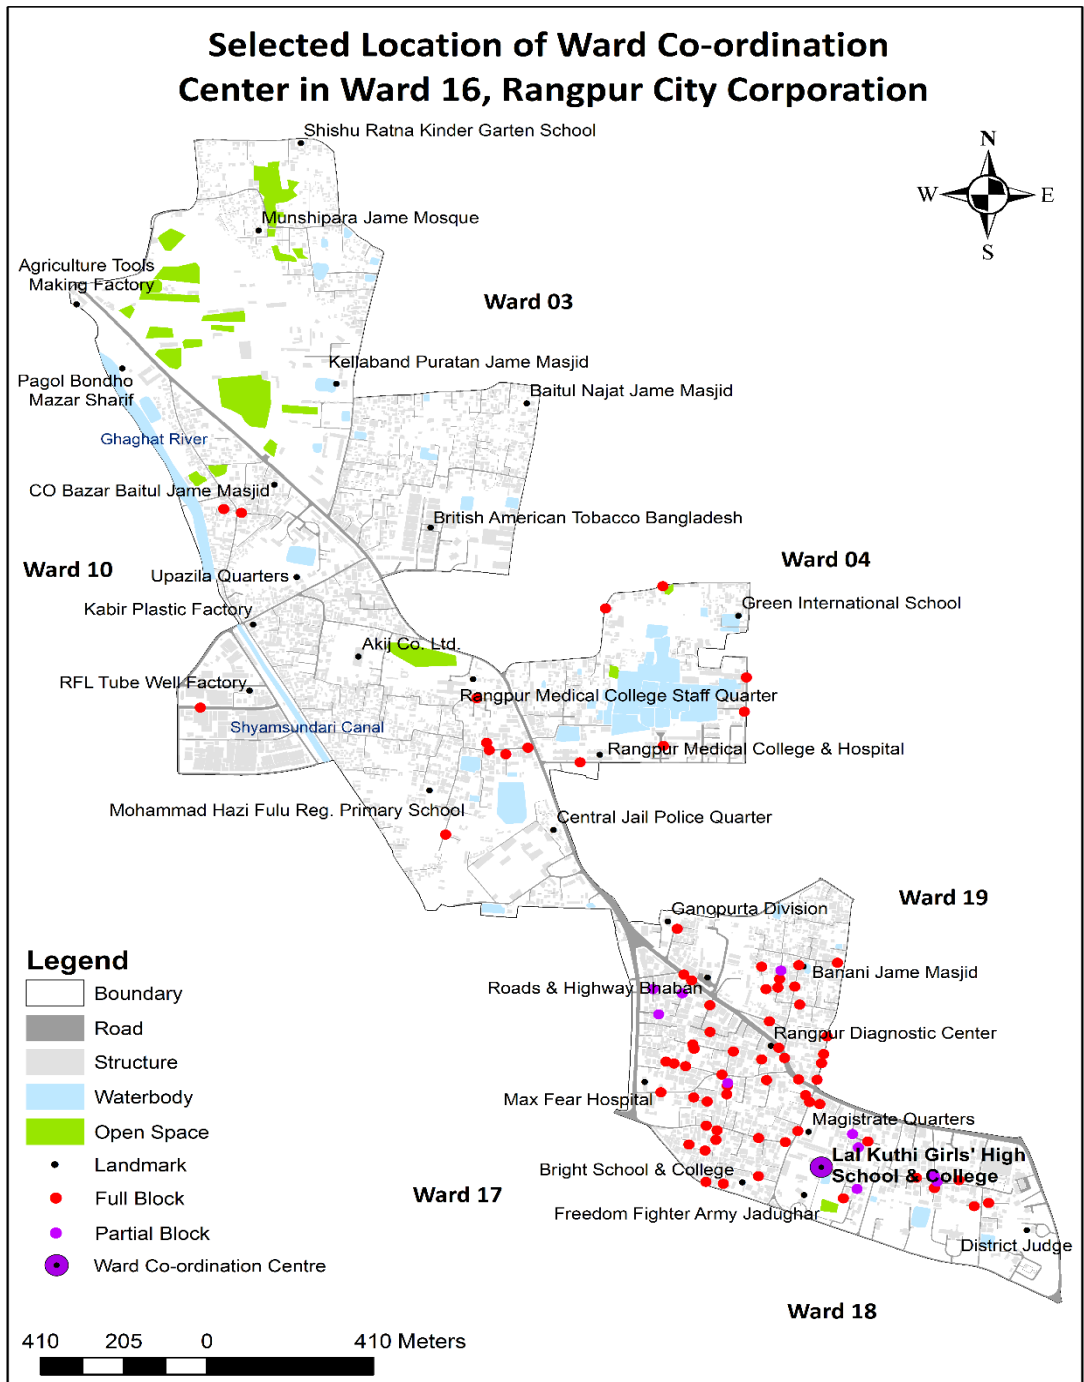 Selected Location of Ward Co-ordination
Center in Ward 16, Rangpur City Corporation
Shishu Ratna Kinder Garten School
N
W
E
S
Munshipara Jame Mosque
Agriculture Tools
Making Factory
Ward 03
Kellaband Puratan Jame Masjid
Pagol Bondho
Mazar Sharif
Baitul Najat Jame Masjid
Ghaghat River
CO Bazar Baitul Jame Masjid
British American Tobacco Bangladesh
Ward 10
Ward 04
Upazila Quarters
Kabir Plastic Factory
Green International School
Akij Co. Ltd.
RFL Tube Well Factory
Rangpur Medical College Staff Quarter
Shyamsundari Canal
Rangpur Medical College & Hospital
Mohammad Hazi Fulu Reg. Primary School
Central Jail Police Quarter
Ward 19
Ganopurta Division
Banani Jame Masjid
Roads & Highway Bhaban
Rangpur Diagnostic Center
Max Fear Hospital
Magistrate Quarters
Lal Kuthi Girls' High
School & College
Bright School & College
Ward 17
Freedom Fighter Army Jadughar
District Judge
Ward 18
Legend
Boundary
Road
Structure
Waterbody
Open Space
Landmark
Full Block
Partial Block
Ward Co-ordination Centre
410 205 0 410 Meters